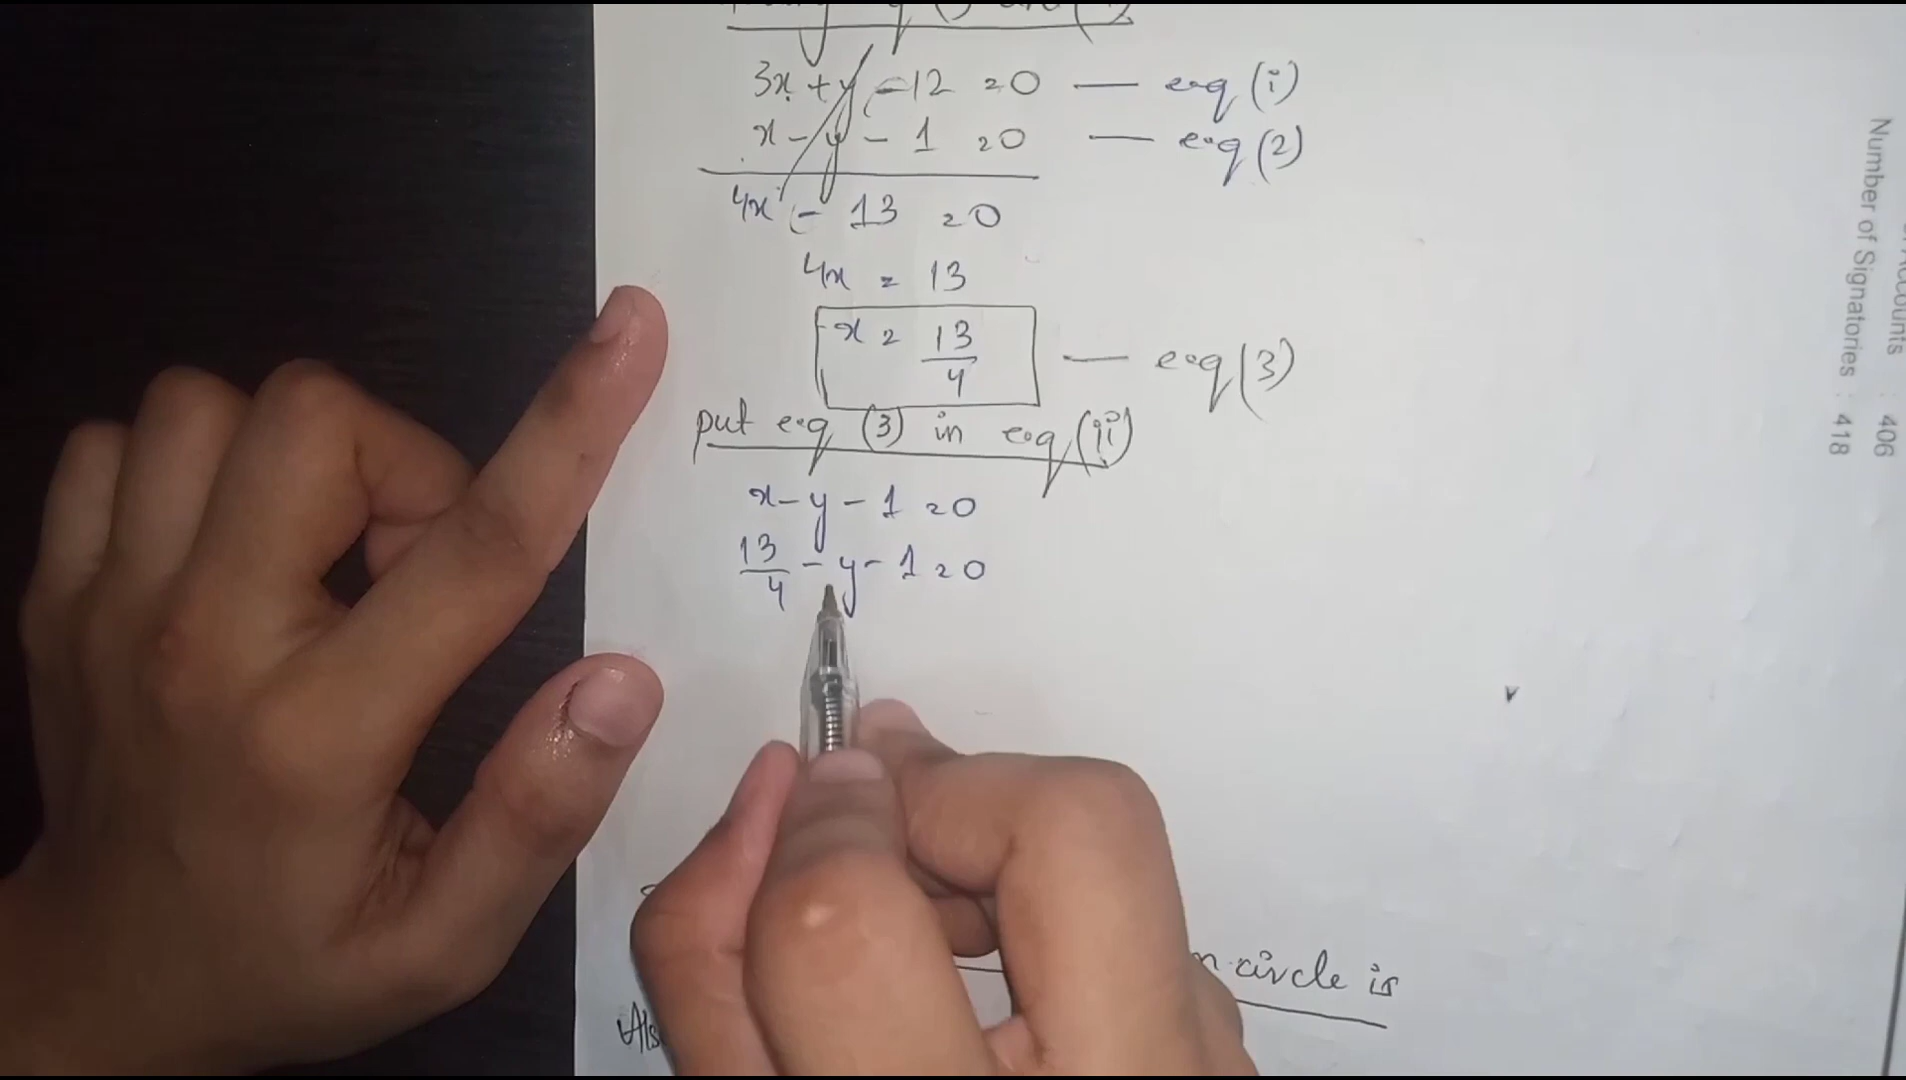 3x + y - 12 = 0 — eq (i)
x - y - 1 = 0 — eq (2)
4x - 13 = 0
4x = 13
x = 13/4 — eq (3)
put eq (3) in eq (ii)
x - y - 1 = 0
13/4 - y - 1 = 0
circle is
Number of Signatories : 418
406